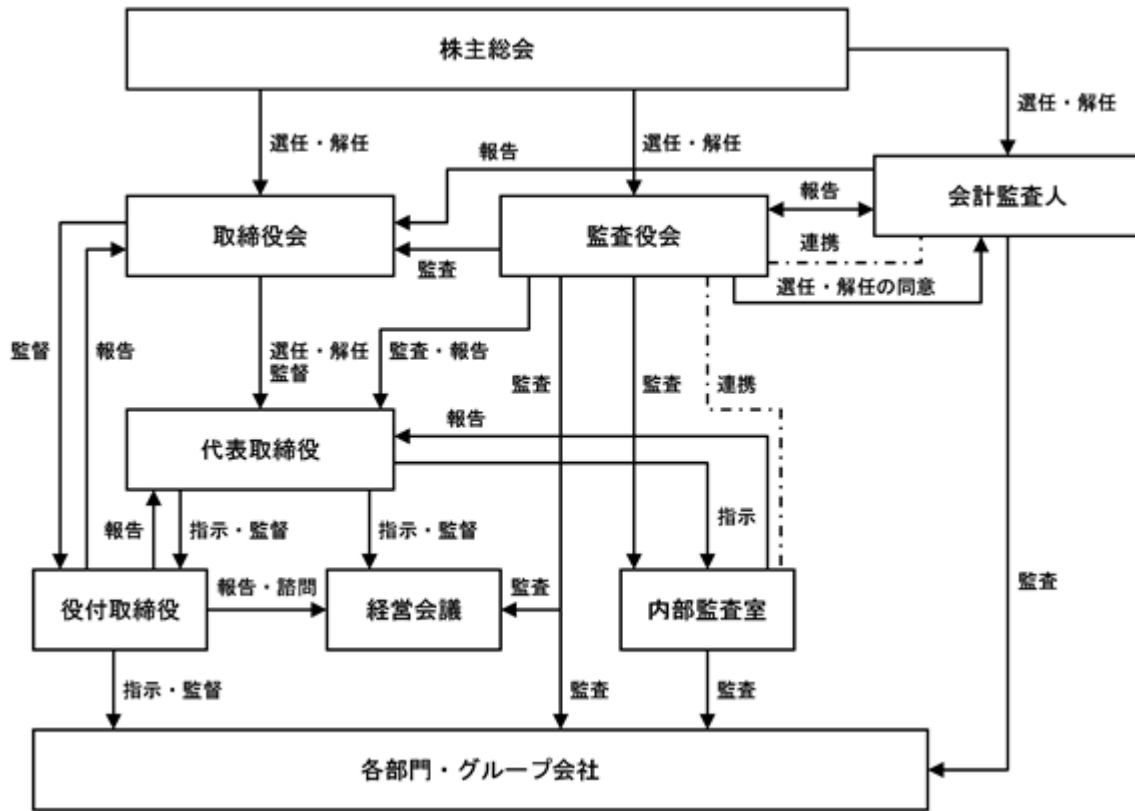 株主総会
選任・解任
選任・解任
選任・解任
報告
会計監査人
報告
取締役会
監査役会
連携
監査
選任・解任の同意
監督
報告
選任・解任
監督
監査・報告
監査
監査
連携
報告
代表取締役
報告
指示・監督
指示・監督
指示
役付取締役
報告・諮問
経営会議
監査
内部監査室
監査
指示・監督
監査
監査
各部門・グループ会社